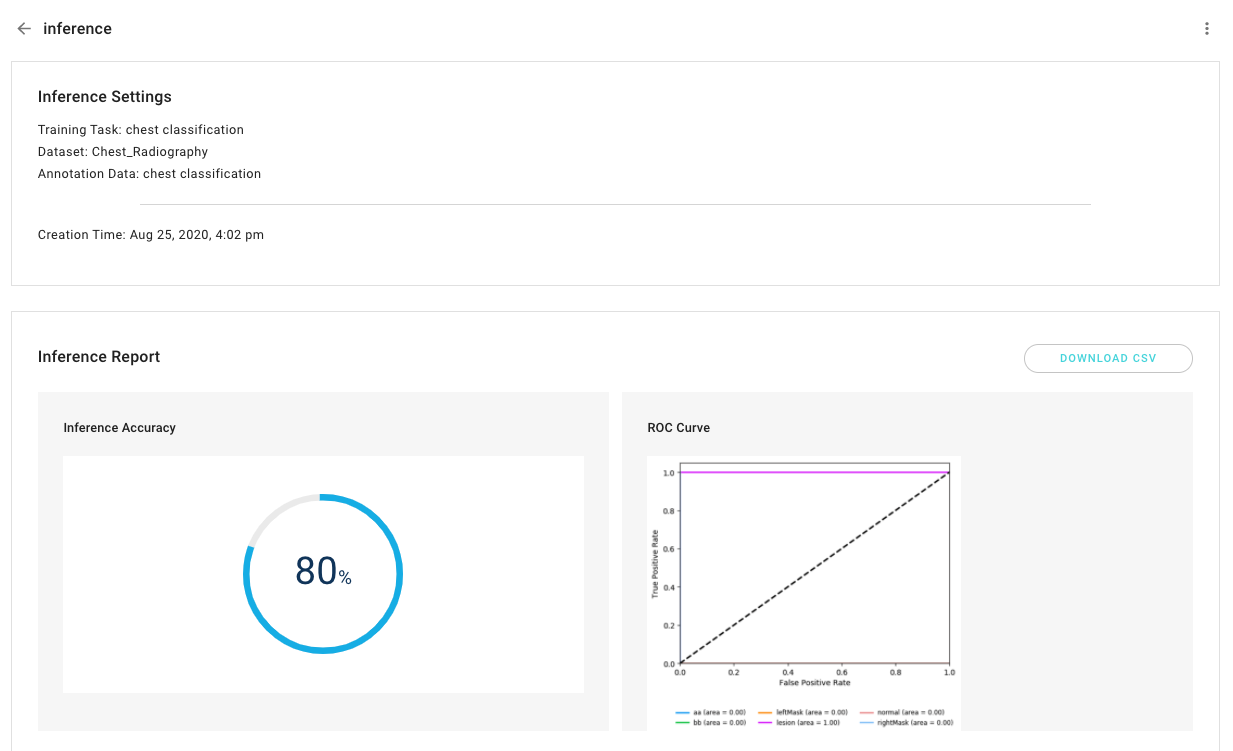 inference
Inference Settings
Training Task: chest classification
Dataset: Chest_Radiography
Annotation Data: chest classification
Creation Time: Aug 25, 2020, 4:02 pm
Inference Report
DOWNLOAD CSV
Inference Accuracy
80%
ROC Curve
1.0
0.8
0.6
0.4
0.2
0.0
True Positive Rate
0.0 0.2 0.4 0.6 0.8 1.0
False Positive Rate
aa (area = 0.00) leftMask (area = 0.00) normal (area = 0.00)
bb (area = 0.00) lesion (area = 1.00) rightMask (area = 0.00)